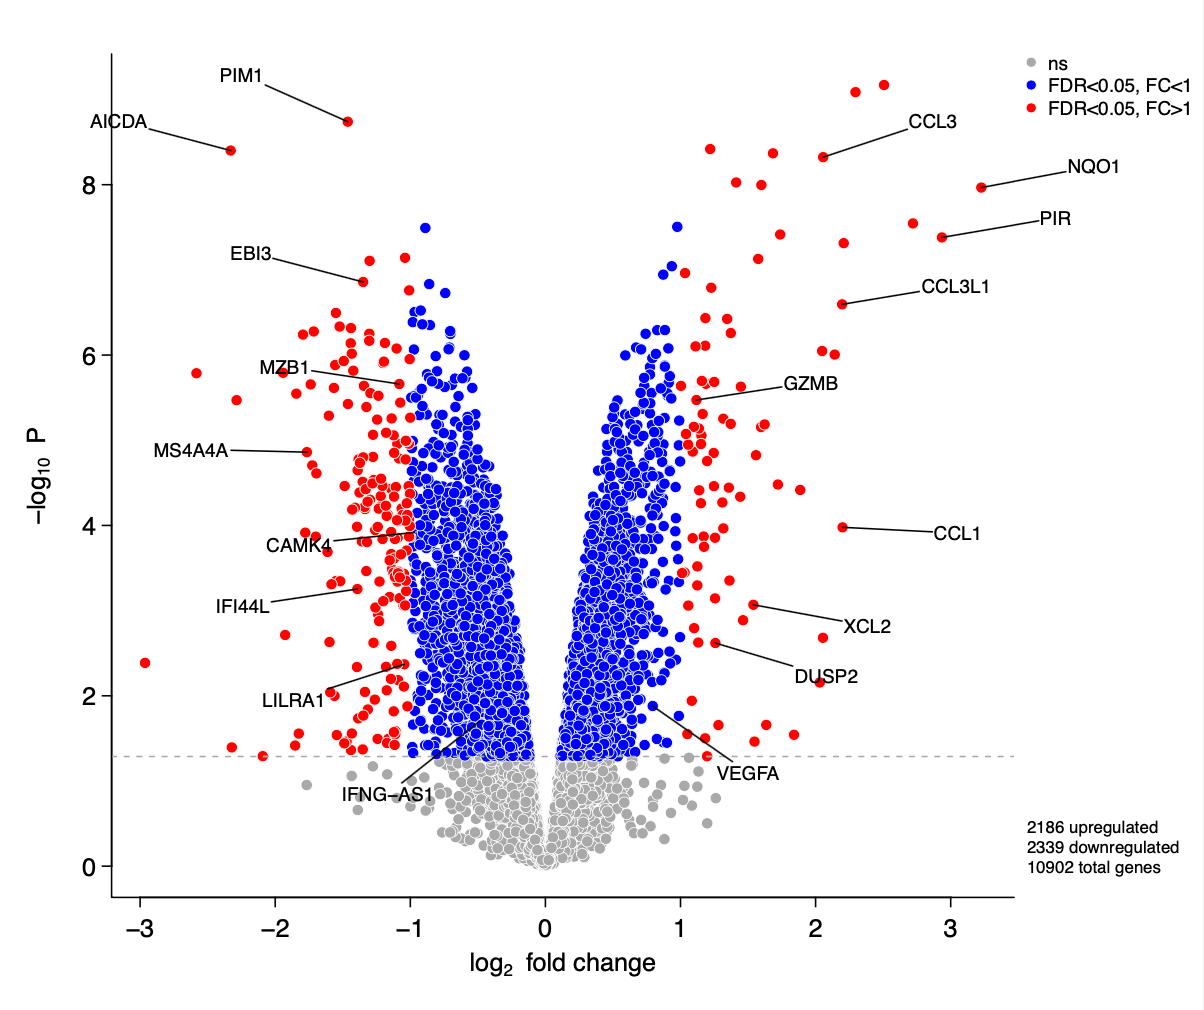 ns
FDR<0.05, FC<1
FDR<0.05, FC>1
PIM1
AICDA
CCL3
NQO1
PIR
EBI3
CCL3L1
MZB1
GZMB
MS4A4A
CAMK4
CCL1
IFI44L
XCL2
DUSP2
LILRA1
VEGFA
IFNG−AS1
2186 upregulated
2339 downregulated
10902 total genes
−log10 P
8
6
4
2
0
−3 −2 −1 0 1 2 3
log2 fold change